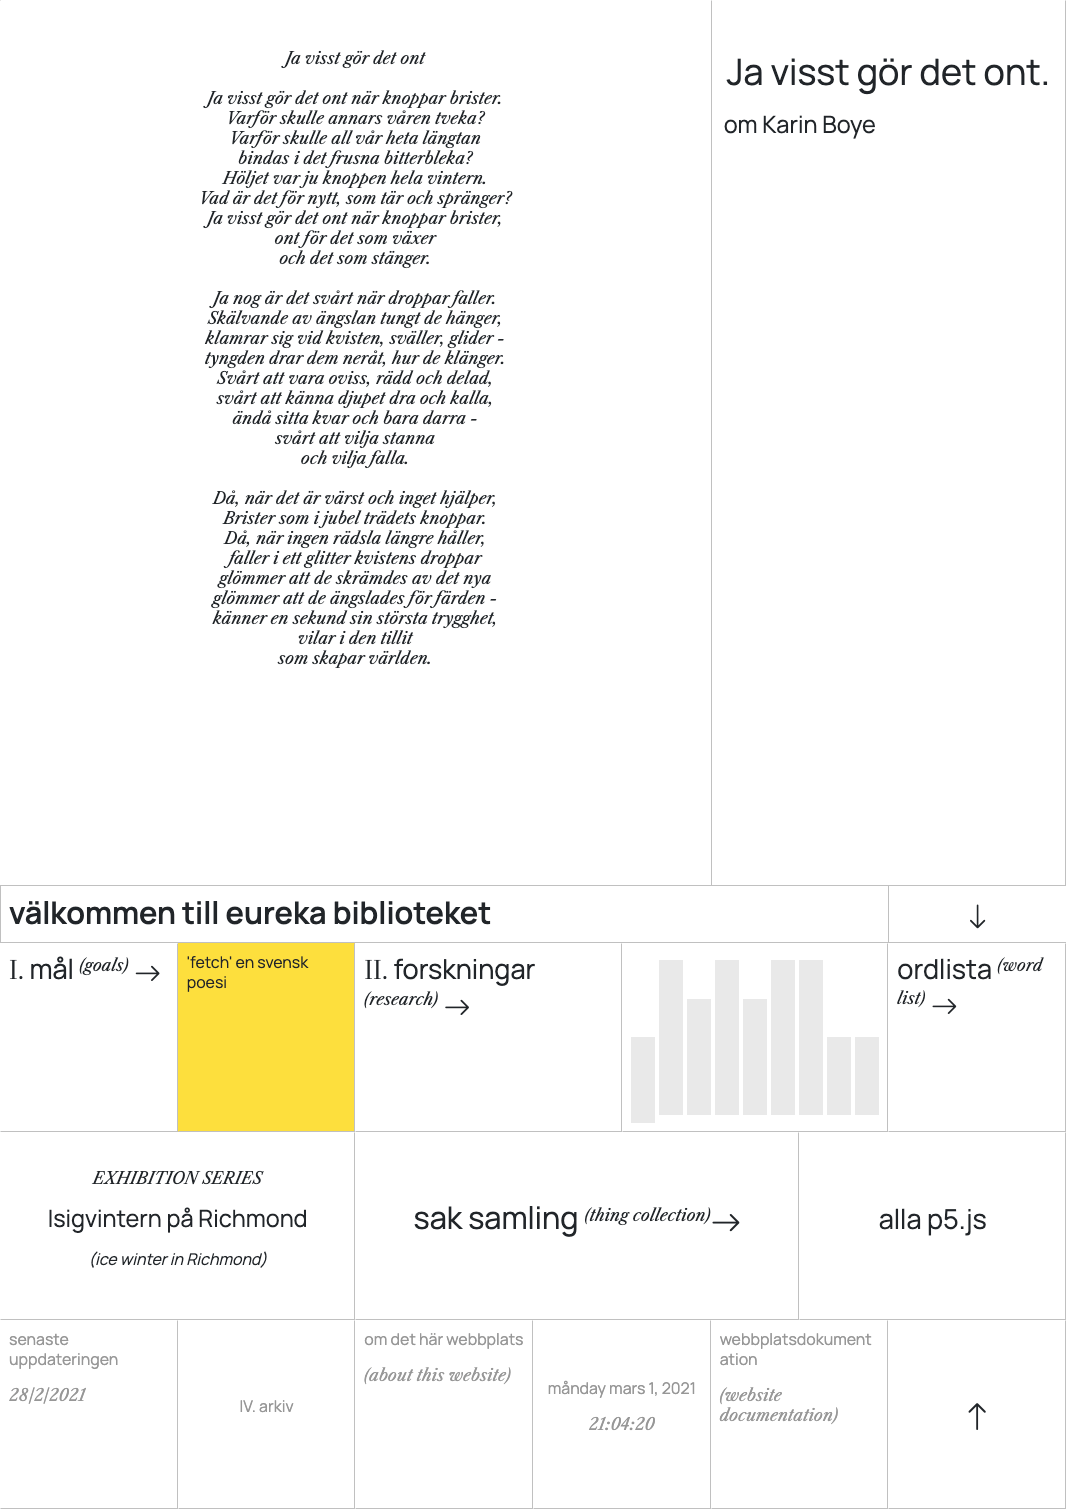 Ja visst gör det ont
Ja visst gör det ont när knoppar brister.
Varför skulle annars våren tveka?
Varför skulle all vår heta längtan
bindas i det frusna bitterbleka?
Höljet var ju knoppen hela vintern.
Vad är det för nytt, som tär och spränger?
Ja visst gör det ont när knoppar brister,
ont för det som växer
och det som stänger.
Ja nog är det svårt när droppar faller.
Skälvande av ängslan tungt de hänger,
klamrar sig vid kvisten, sväller, glider -
tyngden drar dem neråt, hur de klänger.
Svårt att vara oviss, rädd och delad,
svårt att känna djupet dra och kalla,
ändå sitta kvar och bara darra -
svårt att vilja stanna
och vilja falla.
Då, när det är värst och inget hjälper,
Brister som i jubel trädets knoppar.
Då, när ingen rädsla längre håller,
faller i ett glitter kvistens droppar
glömmer att de skrämdes av det nya
glömmer att de ängslades för färden -
känner en sekund sin största trygghet,
vilar i den tillit
som skapar världen.
Ja visst gör det ont.
om Karin Boye
välkommen till eureka biblioteket
↓
I. mål (goals) →
'fetch' en svensk
poesi
II. forskningar
(research) →
ordlista (word
list) →
EXHIBITION SERIES
Isigvintern på Richmond
(ice winter in Richmond)
sak samling (thing collection)→
alla p5.js
senaste
uppdateringen
28/2/2021
IV. arkiv
om det här webbplats
(about this website)
måndag mars 1, 2021
21:04:20
webbplatsdokument
ation
(website
documentation)
↑